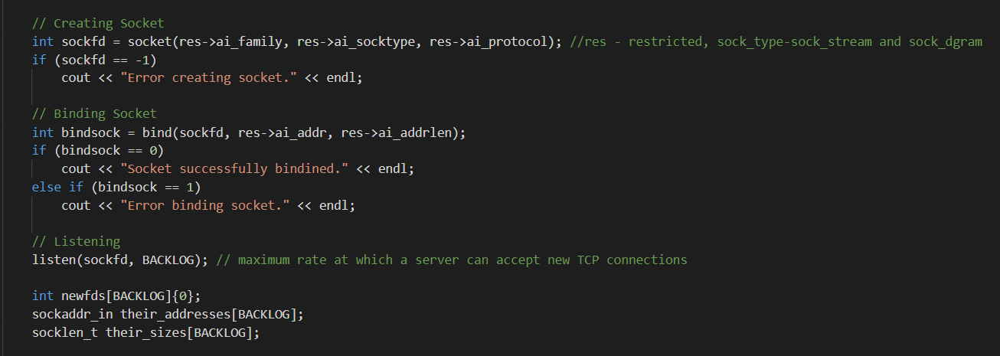 // Creating Socket
int sockfd = socket(res->ai_family, res->ai_socktype, res->ai_protocol); //res - restricted, sock_type-sock_stream and sock_dgram
if (sockfd == -1)
cout << "Error creating socket." << endl;
// Binding Socket
int bindsock = bind(sockfd, res->ai_addr, res->ai_addrlen);
if (bindsock == 0)
cout << "Socket successfully bindined." << endl;
else if (bindsock == 1)
cout << "Error binding socket." << endl;
// Listening
listen(sockfd, BACKLOG); // maximum rate at which a server can accept new TCP connections
int newfds[BACKLOG]{0};
sockaddr_in their_addresses[BACKLOG];
socklen_t their_sizes[BACKLOG];